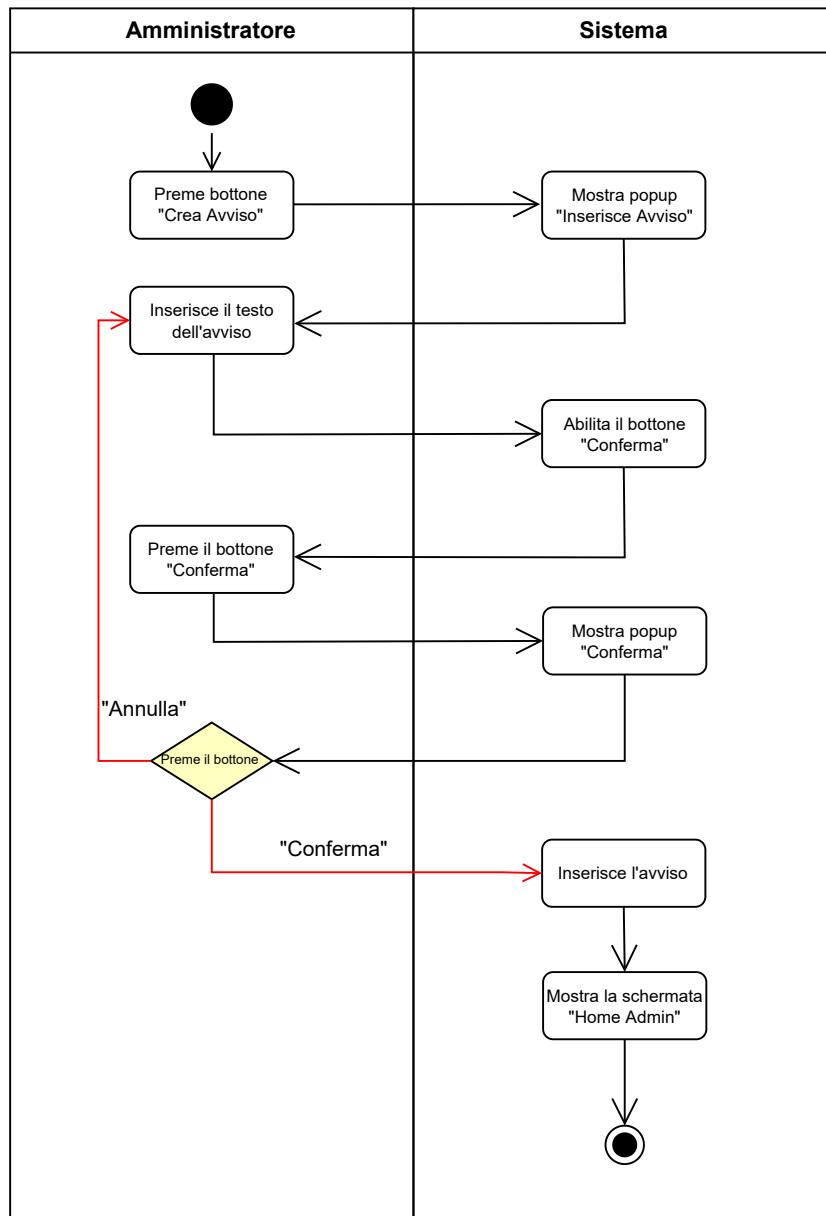 Amministratore
Sistema
Preme bottone
"Crea Avviso"
Mostra popup
"Inserisce Avviso"
Inserisce il testo
dell'avviso
Abilita il bottone
"Conferma"
Preme il bottone
"Conferma"
Mostra popup
"Conferma"
"Annulla"
Preme il bottone
"Conferma"
Inserisce l'avviso
Mostra la schermata
"Home Admin"